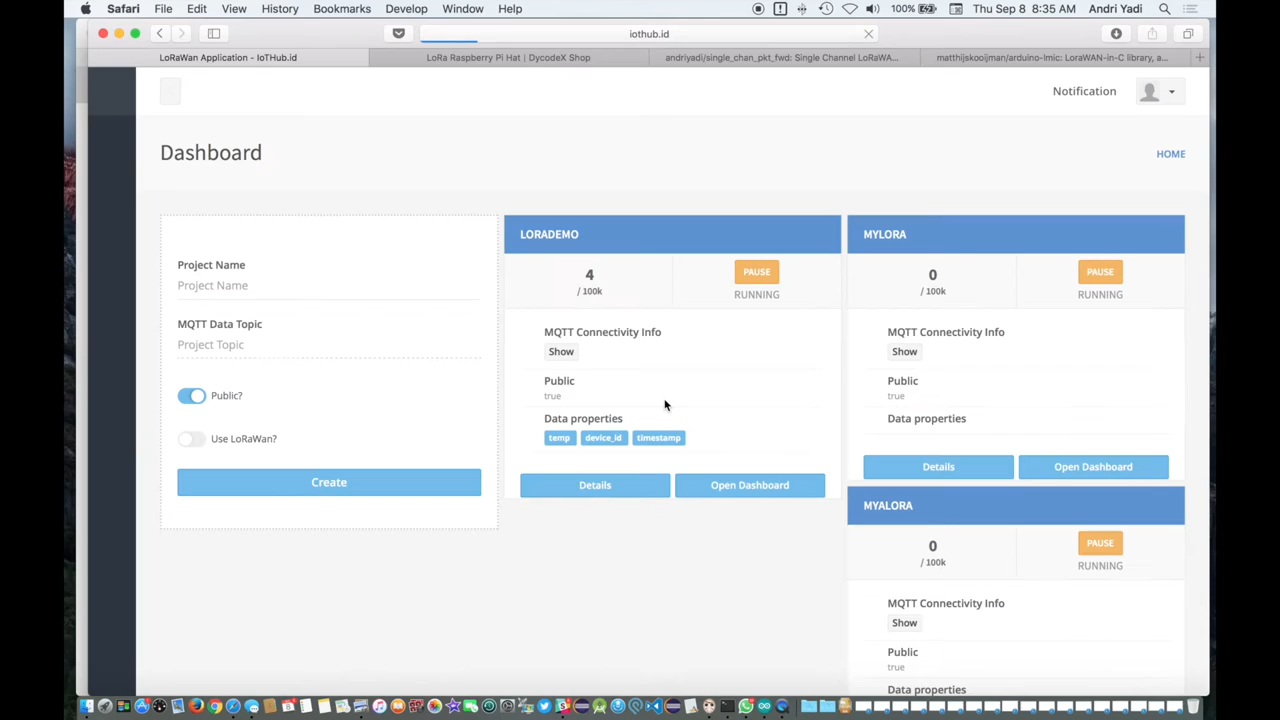 Safari File Edit View History Bookmarks Develop Window Help 100% Thu Sep 8 8:35 AM Andri Yadi
iothub.id
LoRaWan Application - IoTHub.id
LoRa Raspberry Pi Hat | DycodeX Shop
andriyadi/single_chan_pkt_fwd: Single Channel LoRaWA...
matthijskooijman/arduino-lmic: LoraWAN-in-C library, a...
Notification
Dashboard
HOME
Project Name
Project Name
MQTT Data Topic
Project Topic
Public?
Use LoRaWan?
Create
LORADEMO
4
/ 100k
PAUSE
RUNNING
MQTT Connectivity Info
Show
Public
true
Data properties
temp device_id timestamp
Details Open Dashboard
MYLORA
0
/ 100k
PAUSE
RUNNING
MQTT Connectivity Info
Show
Public
true
Data properties
Details Open Dashboard
MYALORA
0
/ 100k
PAUSE
RUNNING
MQTT Connectivity Info
Show
Public
true
Data properties